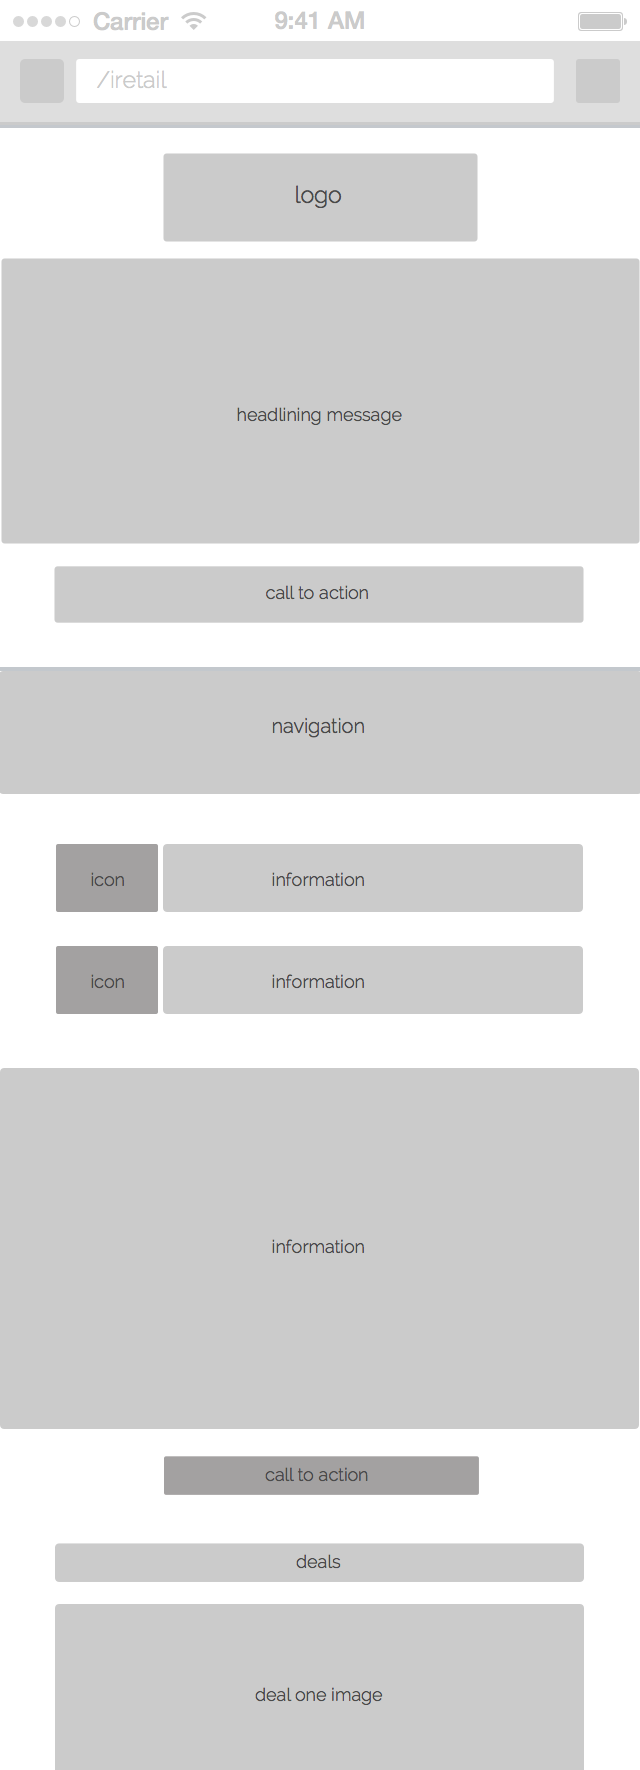 Carrier 9:41 AM
/iretail
logo
headlining message
call to action
navigation
icon information
icon information
information
call to action
deals
deal one image